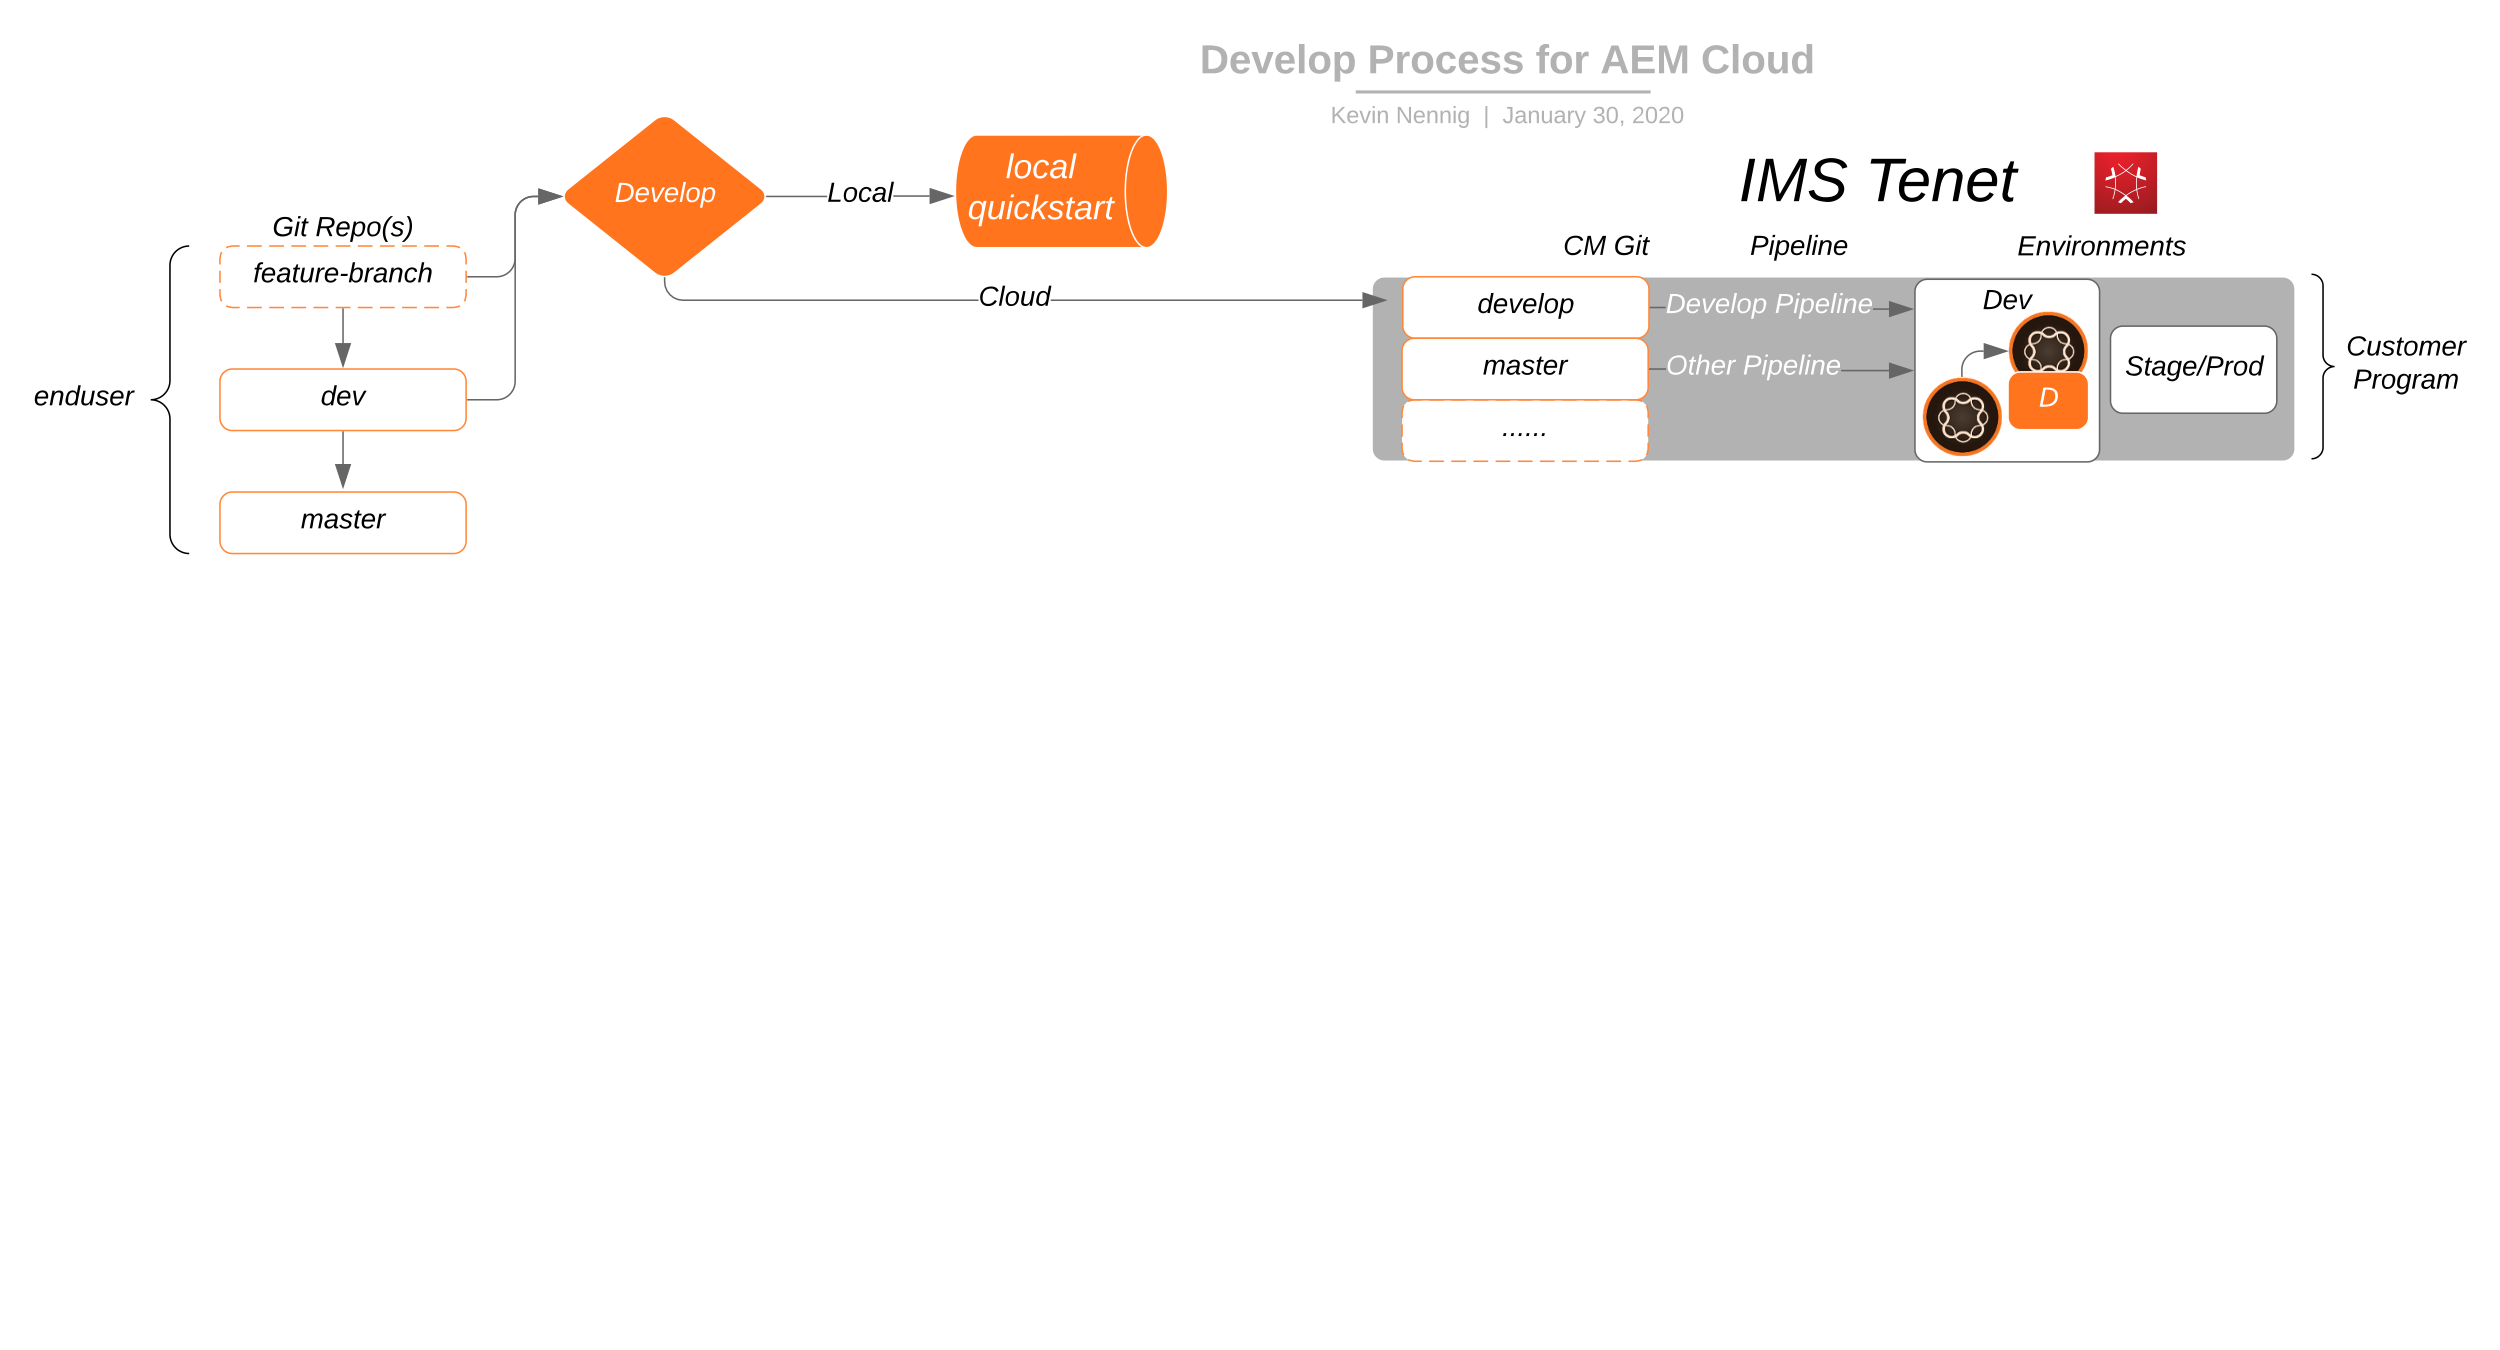 Develop Process for AEM Cloud
Kevin Nennig | January 30, 2020
IMS Tenet
Git Repo(s)
feature-branch
dev
master
enduser
Develop
Local
local
quickstart
Cloud
CM Git
Pipeline
Environments
develop
master
......
Develop Pipeline
Other Pipeline
Dev
D
Stage/Prod
Customer
Program